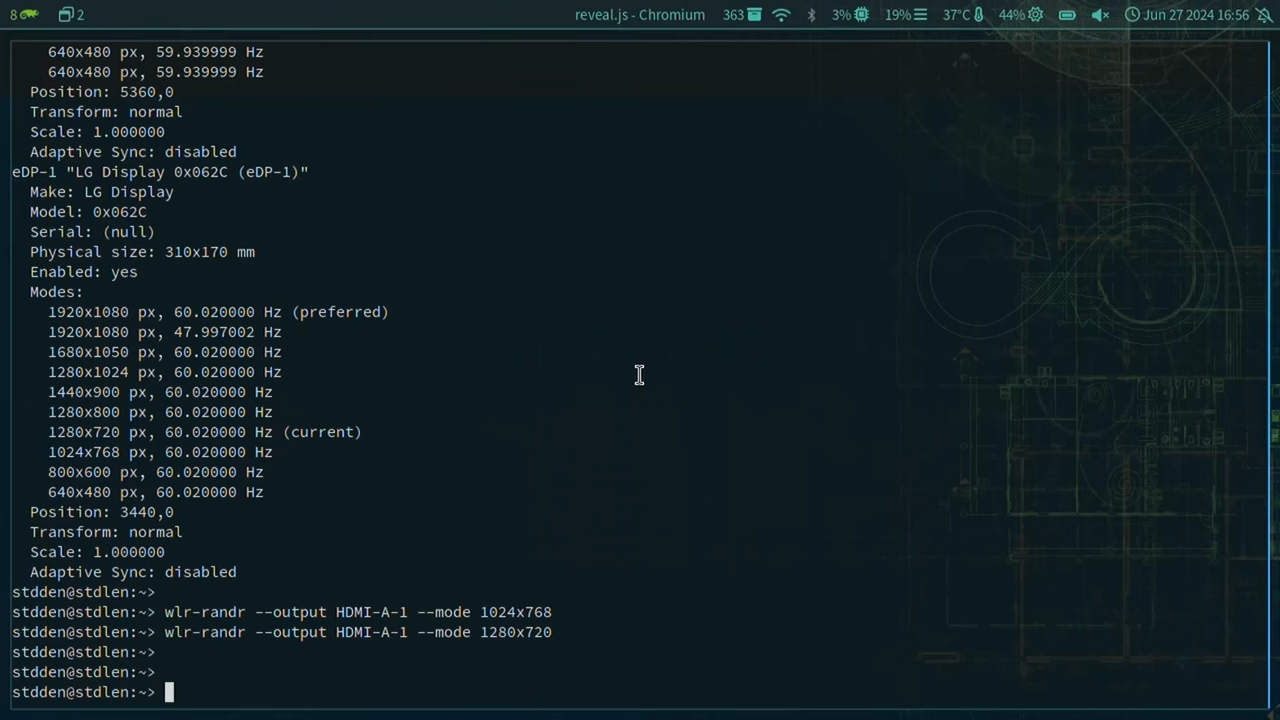 8 2 reveal.js - Chromium 363 3% 19% 37°C 44% Jun 27 2024 16:56
640x480 px, 59.939999 Hz
640x480 px, 59.939999 Hz
Position: 5360,0
Transform: normal
Scale: 1.000000
Adaptive Sync: disabled
eDP-1 "LG Display 0x062C (eDP-1)"
Make: LG Display
Model: 0x062C
Serial: (null)
Physical size: 310x170 mm
Enabled: yes
Modes:
1920x1080 px, 60.020000 Hz (preferred)
1920x1080 px, 47.997002 Hz
1680x1050 px, 60.020000 Hz
1280x1024 px, 60.020000 Hz
1440x900 px, 60.020000 Hz
1280x800 px, 60.020000 Hz
1280x720 px, 60.020000 Hz (current)
1024x768 px, 60.020000 Hz
800x600 px, 60.020000 Hz
640x480 px, 60.020000 Hz
Position: 3440,0
Transform: normal
Scale: 1.000000
Adaptive Sync: disabled
stdden@stdlen:~>
stdden@stdlen:~> wlr-randr --output HDMI-A-1 --mode 1024x768
stdden@stdlen:~> wlr-randr --output HDMI-A-1 --mode 1280x720
stdden@stdlen:~>
stdden@stdlen:~>
stdden@stdlen:~>